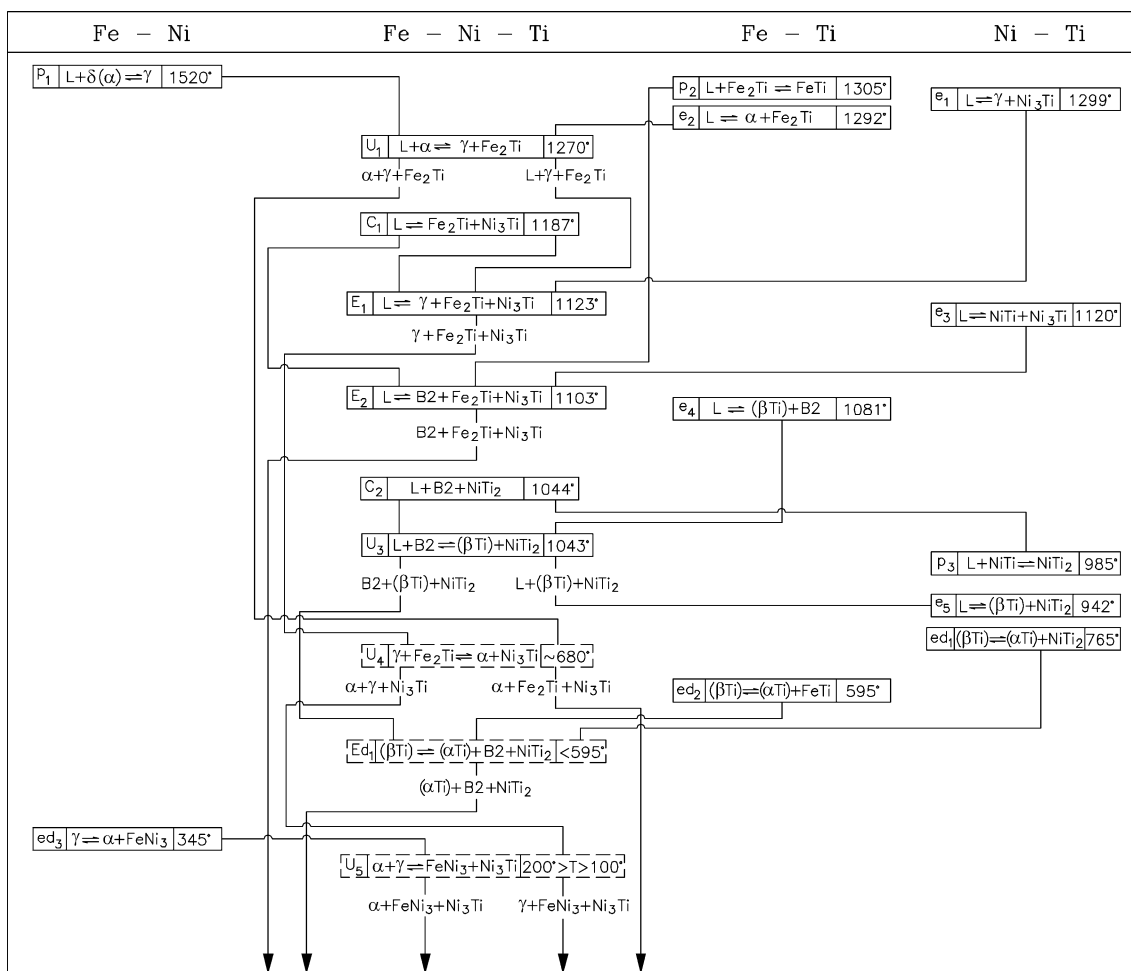 Fe – Ni Fe – Ni – Ti Fe – Ti Ni – Ti
p₁ L+δ(α)⇌γ 1520°
p₂ L+Fe₂Ti⇌FeTi 1305°
e₁ L⇌γ+Ni₃Ti 1299°
e₂ L⇌α+Fe₂Ti 1292°
U₁ L+α⇌γ+Fe₂Ti 1270°
α+γ+Fe₂Ti L+γ+Fe₂Ti
C₁ L⇌Fe₂Ti+Ni₃Ti 1187°
E₁ L⇌γ+Fe₂Ti+Ni₃Ti 1123°
e₃ L⇌NiTi+Ni₃Ti 1120°
γ+Fe₂Ti+Ni₃Ti
E₂ L⇌B2+Fe₂Ti+Ni₃Ti 1103°
e₄ L⇌(βTi)+B2 1081°
B2+Fe₂Ti+Ni₃Ti
C₂ L+B2+NiTi₂ 1044°
U₃ L+B2⇌(βTi)+NiTi₂ 1043°
p₃ L+NiTi⇌NiTi₂ 985°
B2+(βTi)+NiTi₂ L+(βTi)+NiTi₂
e₅ L⇌(βTi)+NiTi₂ 942°
ed₁ (βTi)⇌(αTi)+NiTi₂ 765°
U₄ γ+Fe₂Ti⇌α+Ni₃Ti ~680°
α+γ+Ni₃Ti α+Fe₂Ti+Ni₃Ti
ed₂ (βTi)⇌(αTi)+FeTi 595°
Ed₁ (βTi)⇌(αTi)+B2+NiTi₂ <595°
(αTi)+B2+NiTi₂
ed₃ γ⇌α+FeNi₃ 345°
U₅ α+γ⇌FeNi₃+Ni₃Ti 200°>T>100°
α+FeNi₃+Ni₃Ti γ+FeNi₃+Ni₃Ti